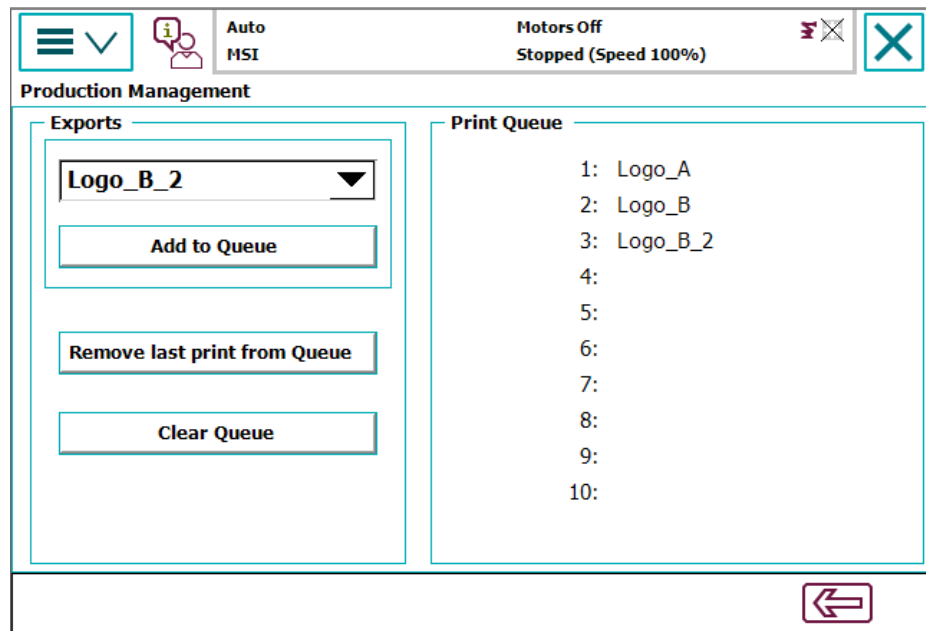 Auto
Motors Off
MSI
Stopped (Speed 100%)
Production Management
Exports
Logo_B_2
Add to Queue
Remove last print from Queue
Clear Queue
Print Queue
1: Logo_A
2: Logo_B
3: Logo_B_2
4:
5:
6:
7:
8:
9:
10: